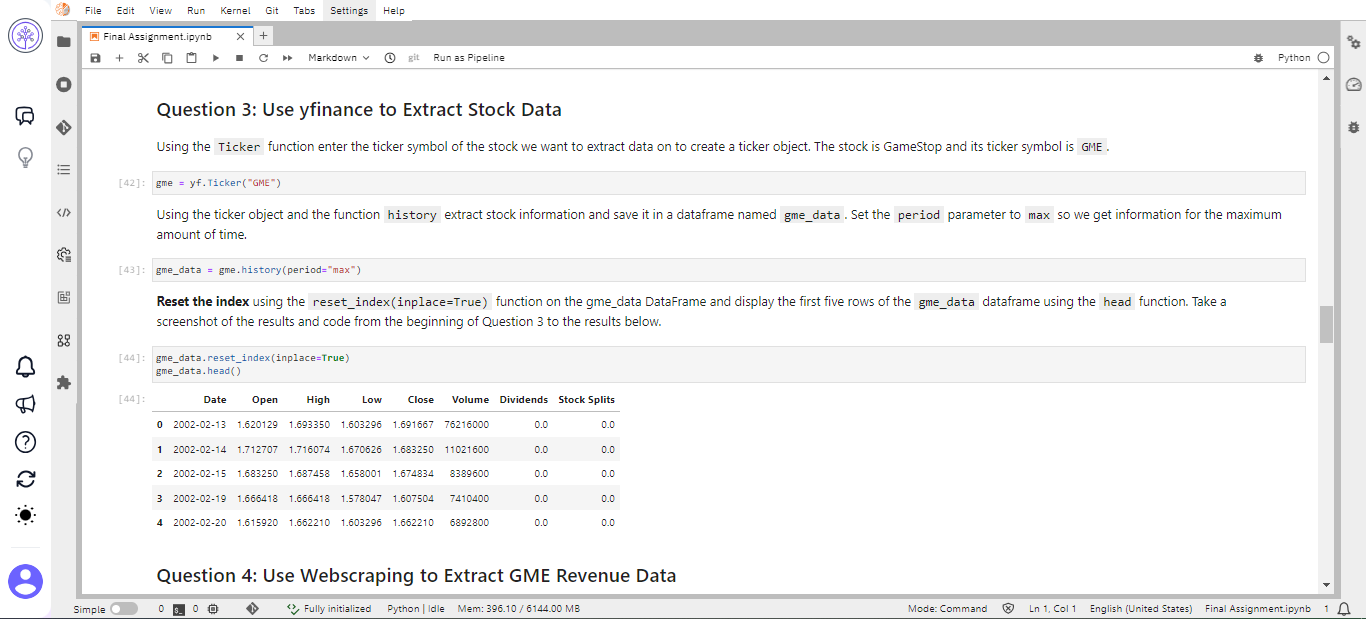 File Edit View Run Kernel Git Tabs Settings Help
Final Assignment.ipynb
Markdown git Run as Pipeline Python
Question 3: Use yfinance to Extract Stock Data
Using the Ticker function enter the ticker symbol of the stock we want to extract data on to create a ticker object. The stock is GameStop and its ticker symbol is GME .
[42]: gme = yf.Ticker("GME")
Using the ticker object and the function history extract stock information and save it in a dataframe named gme_data . Set the period parameter to max so we get information for the maximum
amount of time.
[43]: gme_data = gme.history(period="max")
Reset the index using the reset_index(inplace=True) function on the gme_data DataFrame and display the first five rows of the gme_data dataframe using the head function. Take a
screenshot of the results and code from the beginning of Question 3 to the results below.
[44]: gme_data.reset_index(inplace=True)
gme_data.head()
[44]: Date Open High Low Close Volume Dividends Stock Splits
0 2002-02-13 1.620129 1.693350 1.603296 1.691667 76216000 0.0 0.0
1 2002-02-14 1.712707 1.716074 1.670626 1.683250 11021600 0.0 0.0
2 2002-02-15 1.683250 1.687458 1.658001 1.674834 8389600 0.0 0.0
3 2002-02-19 1.666418 1.666418 1.578047 1.607504 7410400 0.0 0.0
4 2002-02-20 1.615920 1.662210 1.603296 1.662210 6892800 0.0 0.0
Question 4: Use Webscraping to Extract GME Revenue Data
Simple 0 0 Fully initialized Python | Idle Mem: 396.10 / 6144.00 MB Mode: Command Ln 1, Col 1 English (United States) Final Assignment.ipynb 1